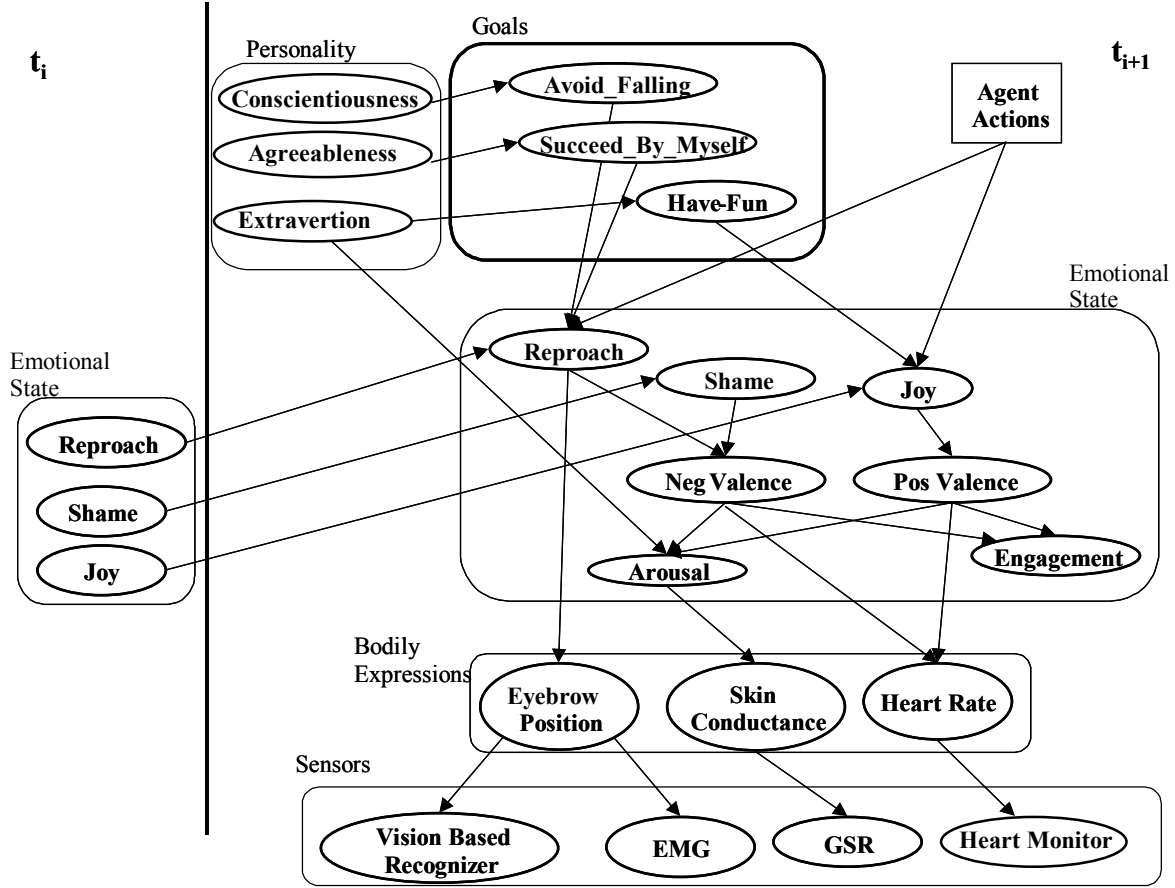 t_i
t_i+1
Personality
Conscientiousness
Agreeableness
Extravertion
Goals
Avoid_Falling
Succeed_By_Myself
Have-Fun
Agent
Actions
Emotional
State
Reproach
Shame
Joy
Emotional
State
Reproach
Shame
Joy
Neg Valence
Pos Valence
Arousal
Engagement
Bodily
Expressions
Eyebrow
Position
Skin
Conductance
Heart Rate
Sensors
Vision Based
Recognizer
EMG
GSR
Heart Monitor